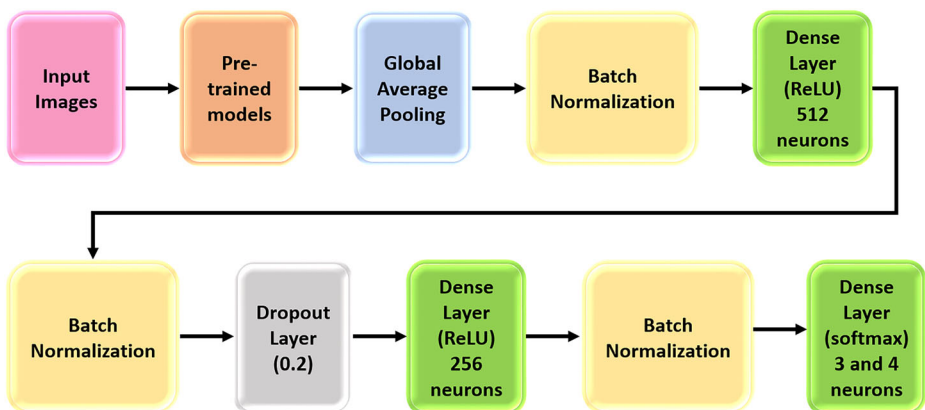 Input
Images
Pre-
trained
models
Global
Average
Pooling
Batch
Normalization
Dense
Layer
(ReLU)
512
neurons
Batch
Normalization
Dropout
Layer
(0.2)
Dense
Layer
(ReLU)
256
neurons
Batch
Normalization
Dense
Layer
(softmax)
3 and 4
neurons